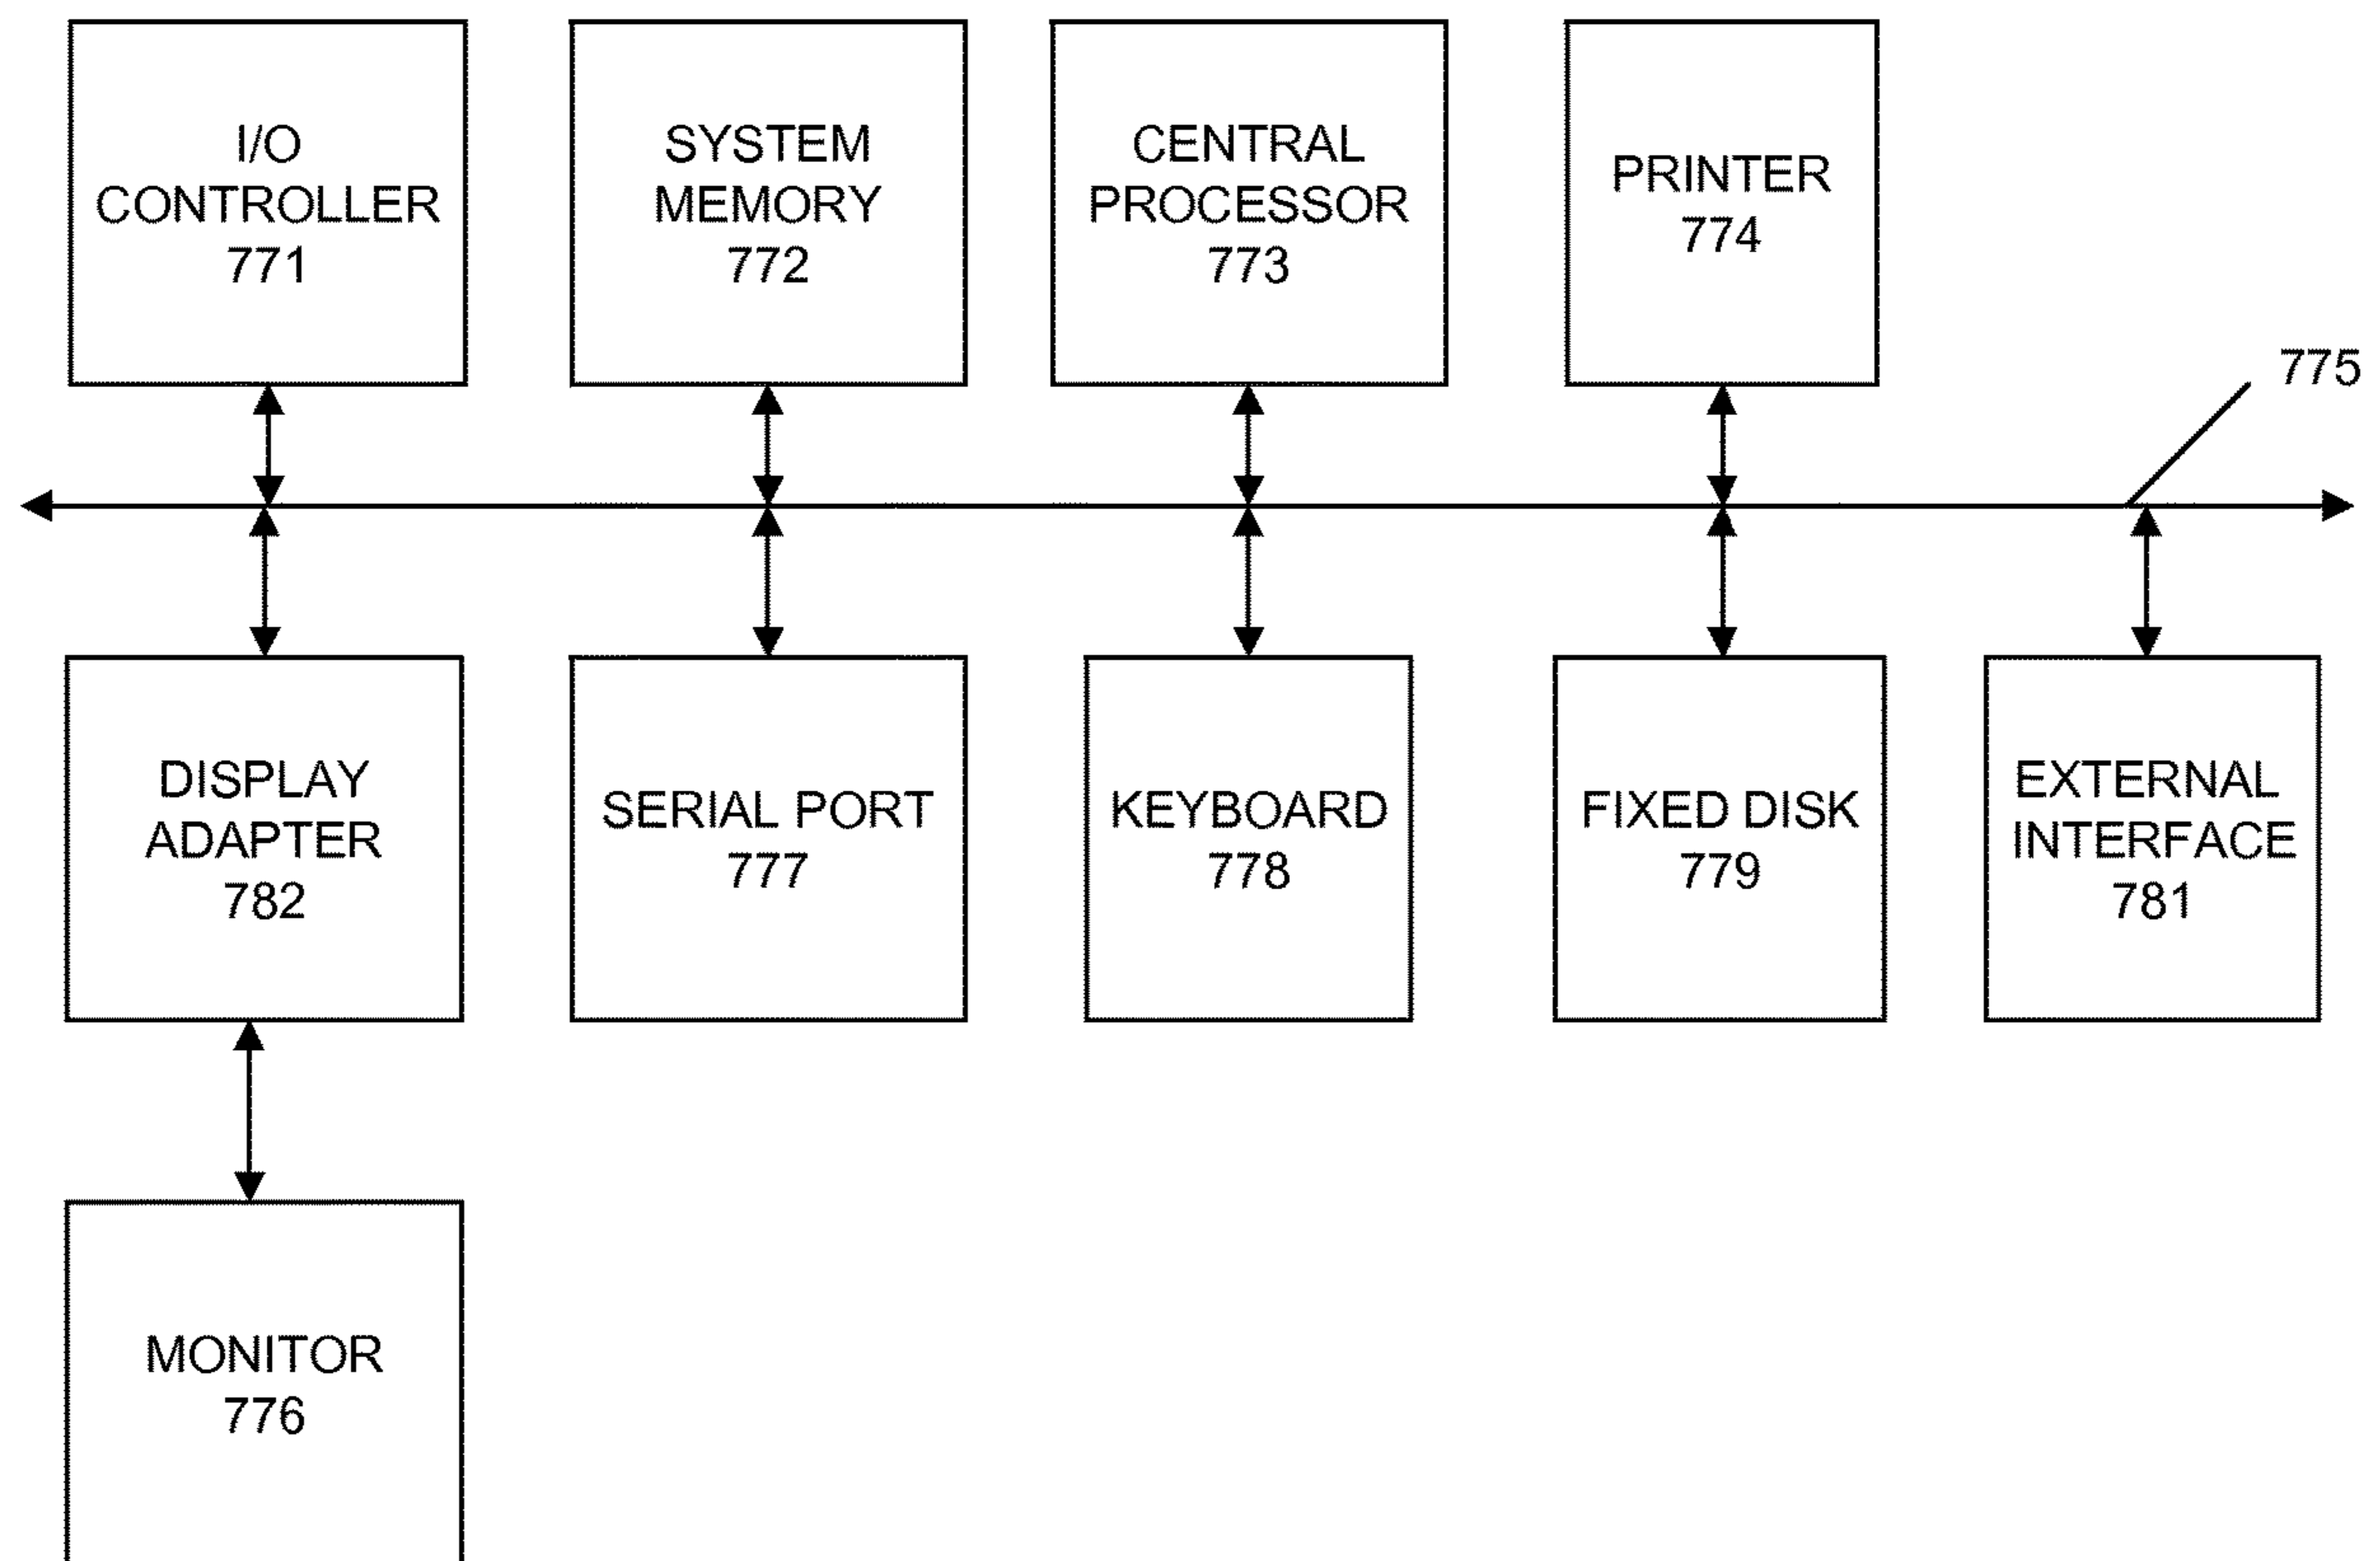 I/O
CONTROLLER
771
SYSTEM
MEMORY
772
CENTRAL
PROCESSOR
773
PRINTER
774
775
DISPLAY
ADAPTER
782
SERIAL PORT
777
KEYBOARD
778
FIXED DISK
779
EXTERNAL
INTERFACE
781
MONITOR
776